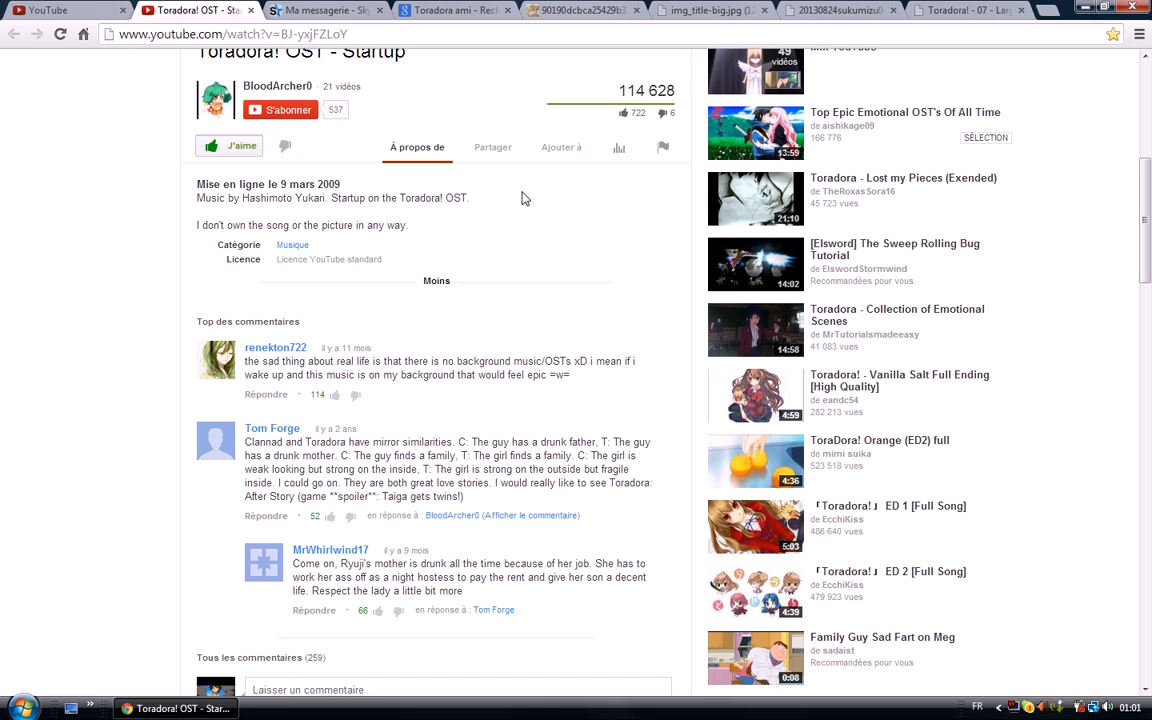 YouTube
Toradora! OST - Sta
Ma messagerie - Sky
Toradora ami - Rech
90190dcbca25429b3
img_title-big.jpg (12
20130824sukumizu0
Toradora! - 07 - Larg
www.youtube.com/watch?v=BJ-yxjFZLoY
Toradora! OST - Startup
BloodArcher0 · 21 vidéos
S'abonner 537
114 628
722 6
J'aime
À propos de Partager Ajouter à
Mise en ligne le 9 mars 2009
Music by Hashimoto Yukari. Startup on the Toradora! OST.
I don't own the song or the picture in any way.
Catégorie Musique
Licence Licence YouTube standard
Moins
Top des commentaires
renekton722 il y a 11 mois
the sad thing about real life is that there is no background music/OSTs xD i mean if i
wake up and this music is on my background that would feel epic =w=
Répondre · 114
Tom Forge il y a 2 ans
Clannad and Toradora have mirror similarities. C: The guy has a drunk father, T: The guy
has a drunk mother. C: The guy finds a family, T: The girl finds a family. C: The girl is
weak looking but strong on the inside, T: The girl is strong on the outside but fragile
inside. I could go on. They are both great love stories. I would really like to see Toradora:
After Story (game **spoiler**: Taiga gets twins!)
Répondre · 52 en réponse à : BloodArcher0 (Afficher le commentaire)
MrWhirlwind17 il y a 9 mois
Come on, Ryuji's mother is drunk all the time because of her job. She has to
work her ass off as a night hostess to pay the rent and give her son a decent
life. Respect the lady a little bit more
Répondre · 66 en réponse à : Tom Forge
Tous les commentaires (259)
Laisser un commentaire
49
vidéos
Mix YouTube
Top Epic Emotional OST's Of All Time
de aishikage09
166 776
SÉLECTION
13:59
Toradora - Lost my Pieces (Exended)
de TheRoxasSora16
45 723 vues
21:10
[Elsword] The Sweep Rolling Bug
Tutorial
de ElswordStormwind
Recommandées pour vous
14:02
Toradora - Collection of Emotional
Scenes
de MrTutorialsmadeeasy
41 083 vues
14:58
Toradora! - Vanilla Salt Full Ending
[High Quality]
de eandc54
282 213 vues
4:59
ToraDora! Orange (ED2) full
de mimi suika
523 518 vues
4:36
「Toradora!」 ED 1 [Full Song]
de EcchiKiss
486 640 vues
5:03
「Toradora!」 ED 2 [Full Song]
de EcchiKiss
479 923 vues
4:39
Family Guy Sad Fart on Meg
de sadaist
Recommandées pour vous
0:08
Toradora! OST - Star...
FR
01:01